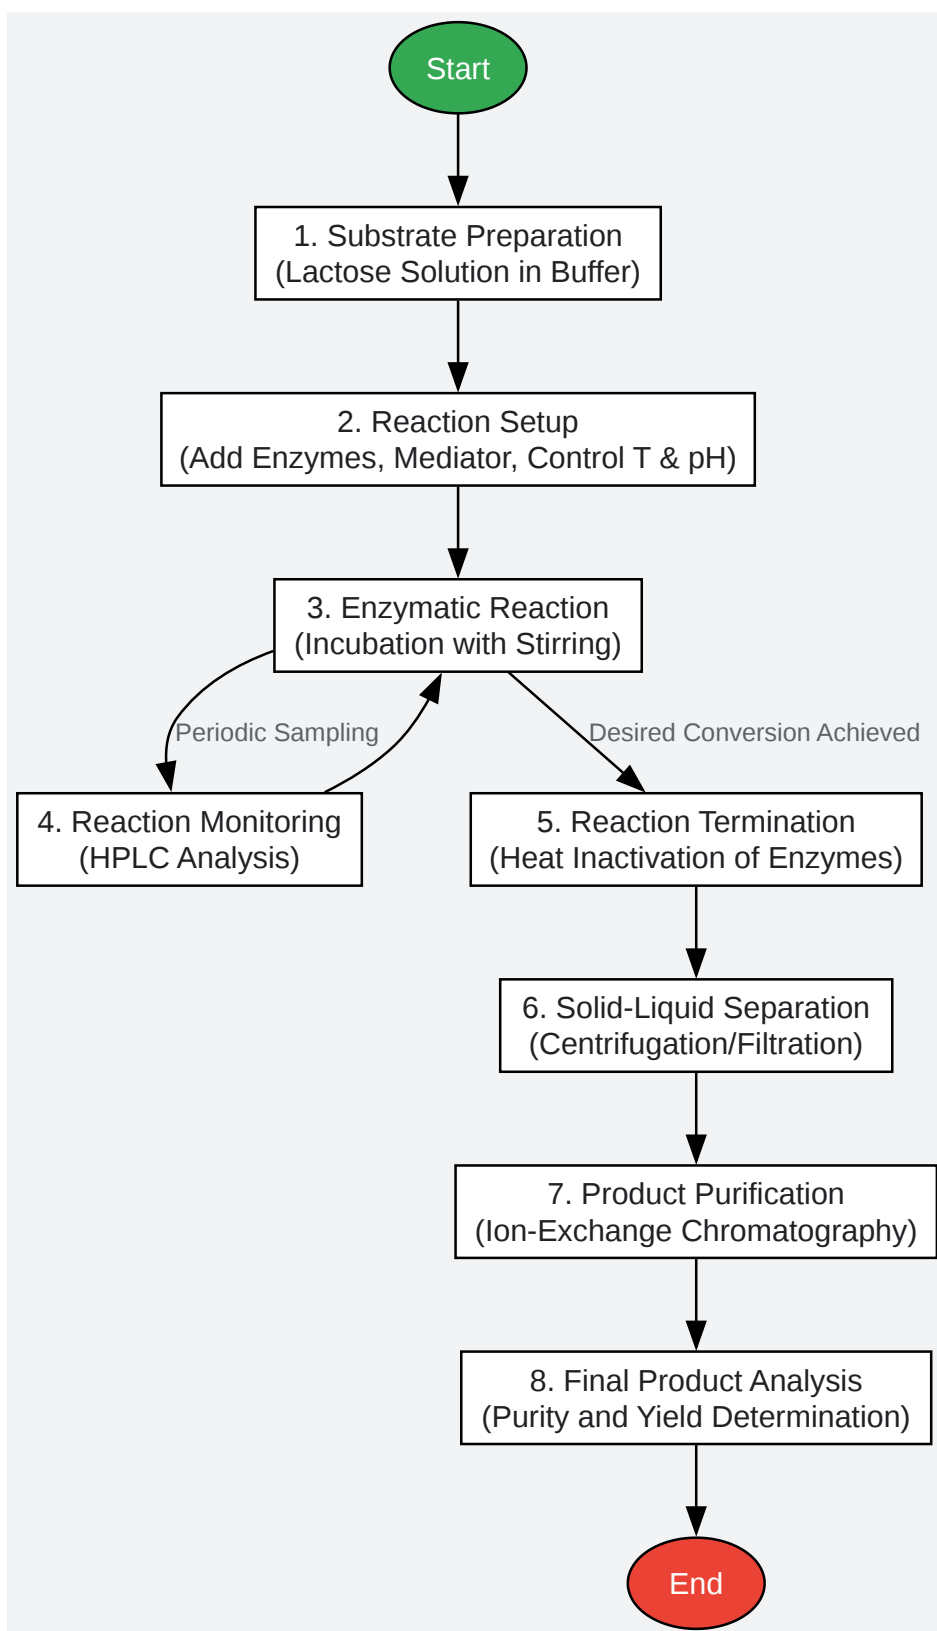 Start
1. Substrate Preparation
(Lactose Solution in Buffer)
2. Reaction Setup
(Add Enzymes, Mediator, Control T & pH)
3. Enzymatic Reaction
(Incubation with Stirring)
Periodic Sampling
Desired Conversion Achieved
4. Reaction Monitoring
(HPLC Analysis)
5. Reaction Termination
(Heat Inactivation of Enzymes)
6. Solid-Liquid Separation
(Centrifugation/Filtration)
7. Product Purification
(Ion-Exchange Chromatography)
8. Final Product Analysis
(Purity and Yield Determination)
End